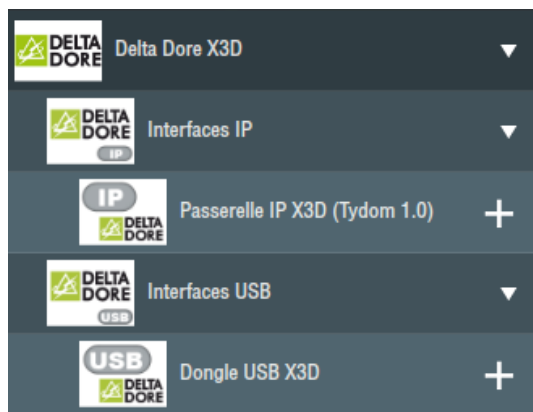 DELTA DORE
Delta Dore X3D
DELTA DORE IP
Interfaces IP
IP DELTA DORE
Passerelle IP X3D (Tydom 1.0)
DELTA DORE USB
Interfaces USB
USB DELTA DORE
Dongle USB X3D